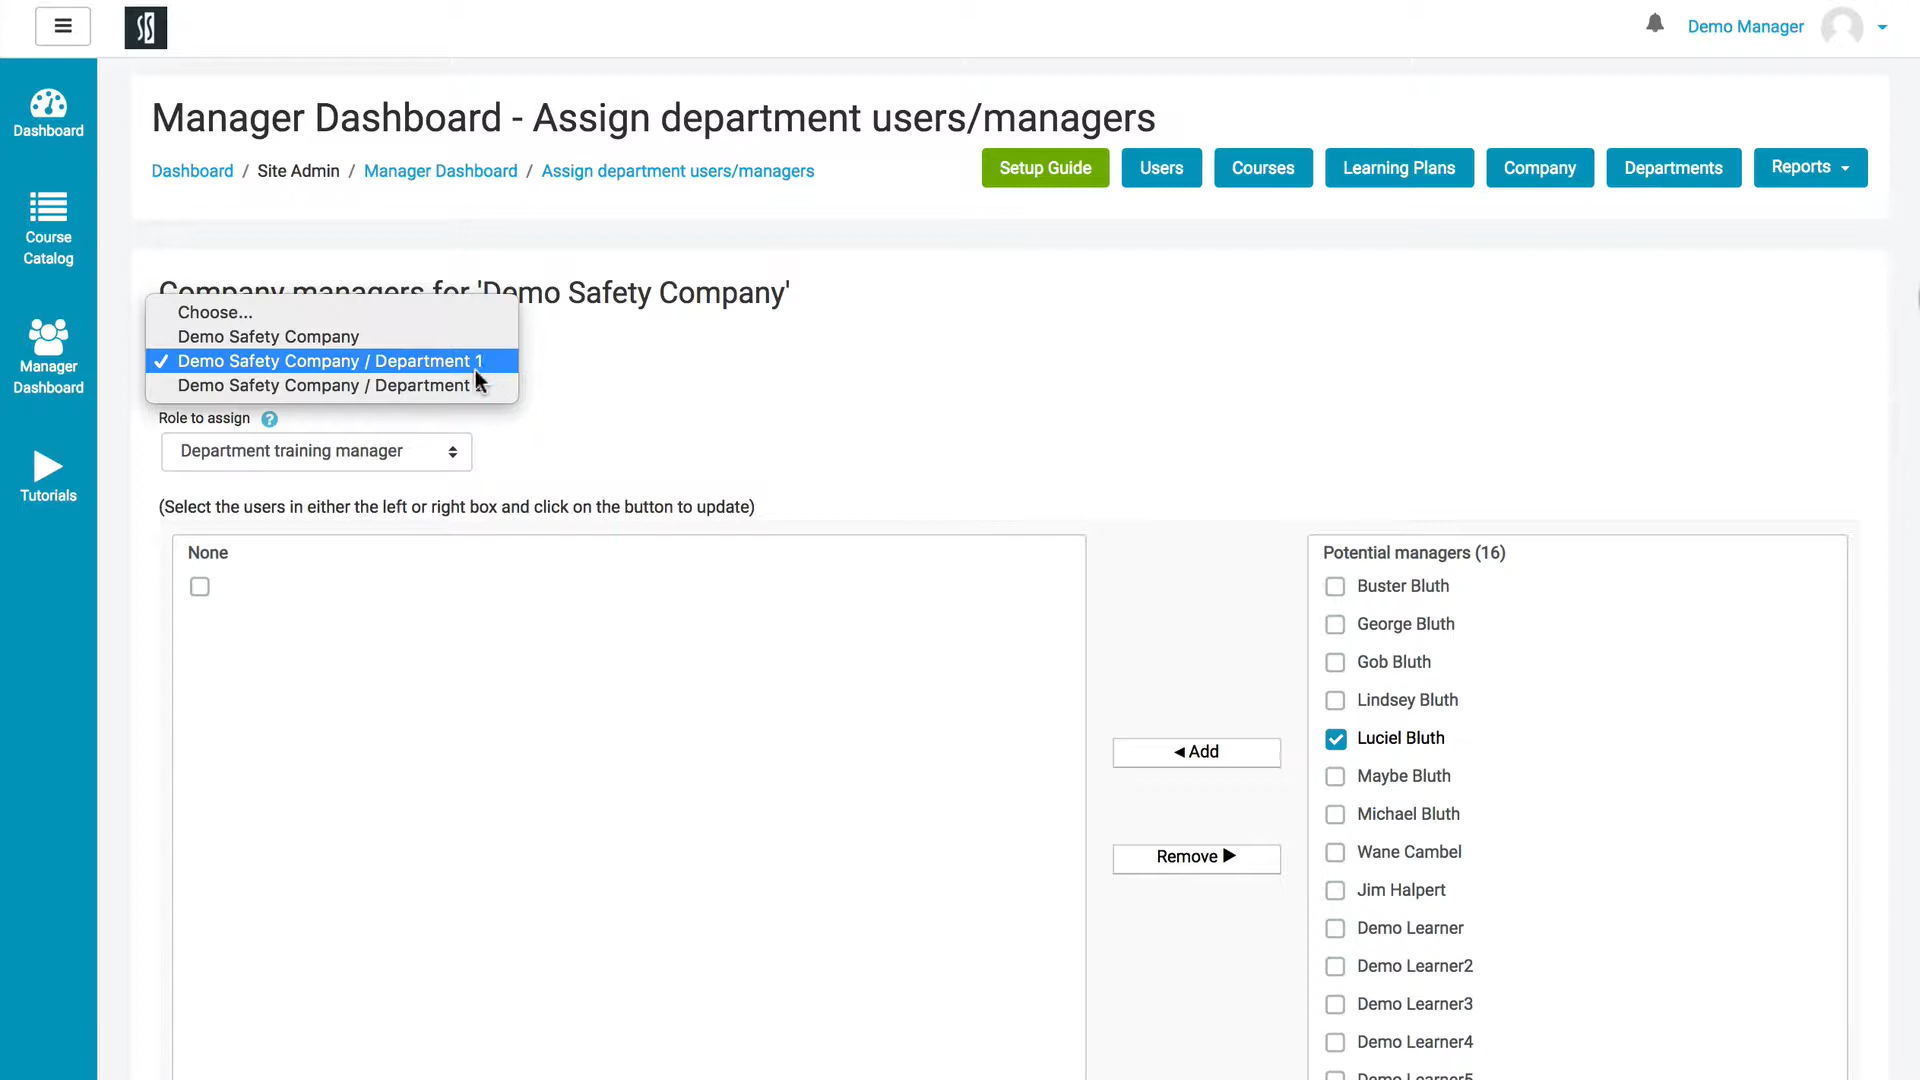 Demo Manager
Dashboard
Course
Catalog
Manager
Dashboard
Tutorials
Manager Dashboard - Assign department users/managers
Dashboard / Site Admin / Manager Dashboard / Assign department users/managers
Setup Guide
Users
Courses
Learning Plans
Company
Departments
Reports
Company managers for 'Demo Safety Company'
Choose...
Demo Safety Company
✓ Demo Safety Company / Department 1
Demo Safety Company / Department
Role to assign ?
Department training manager
(Select the users in either the left or right box and click on the button to update)
None
◄ Add
Remove ►
Potential managers (16)
Buster Bluth
George Bluth
Gob Bluth
Lindsey Bluth
Luciel Bluth
Maybe Bluth
Michael Bluth
Wane Cambel
Jim Halpert
Demo Learner
Demo Learner2
Demo Learner3
Demo Learner4
Demo Learner5